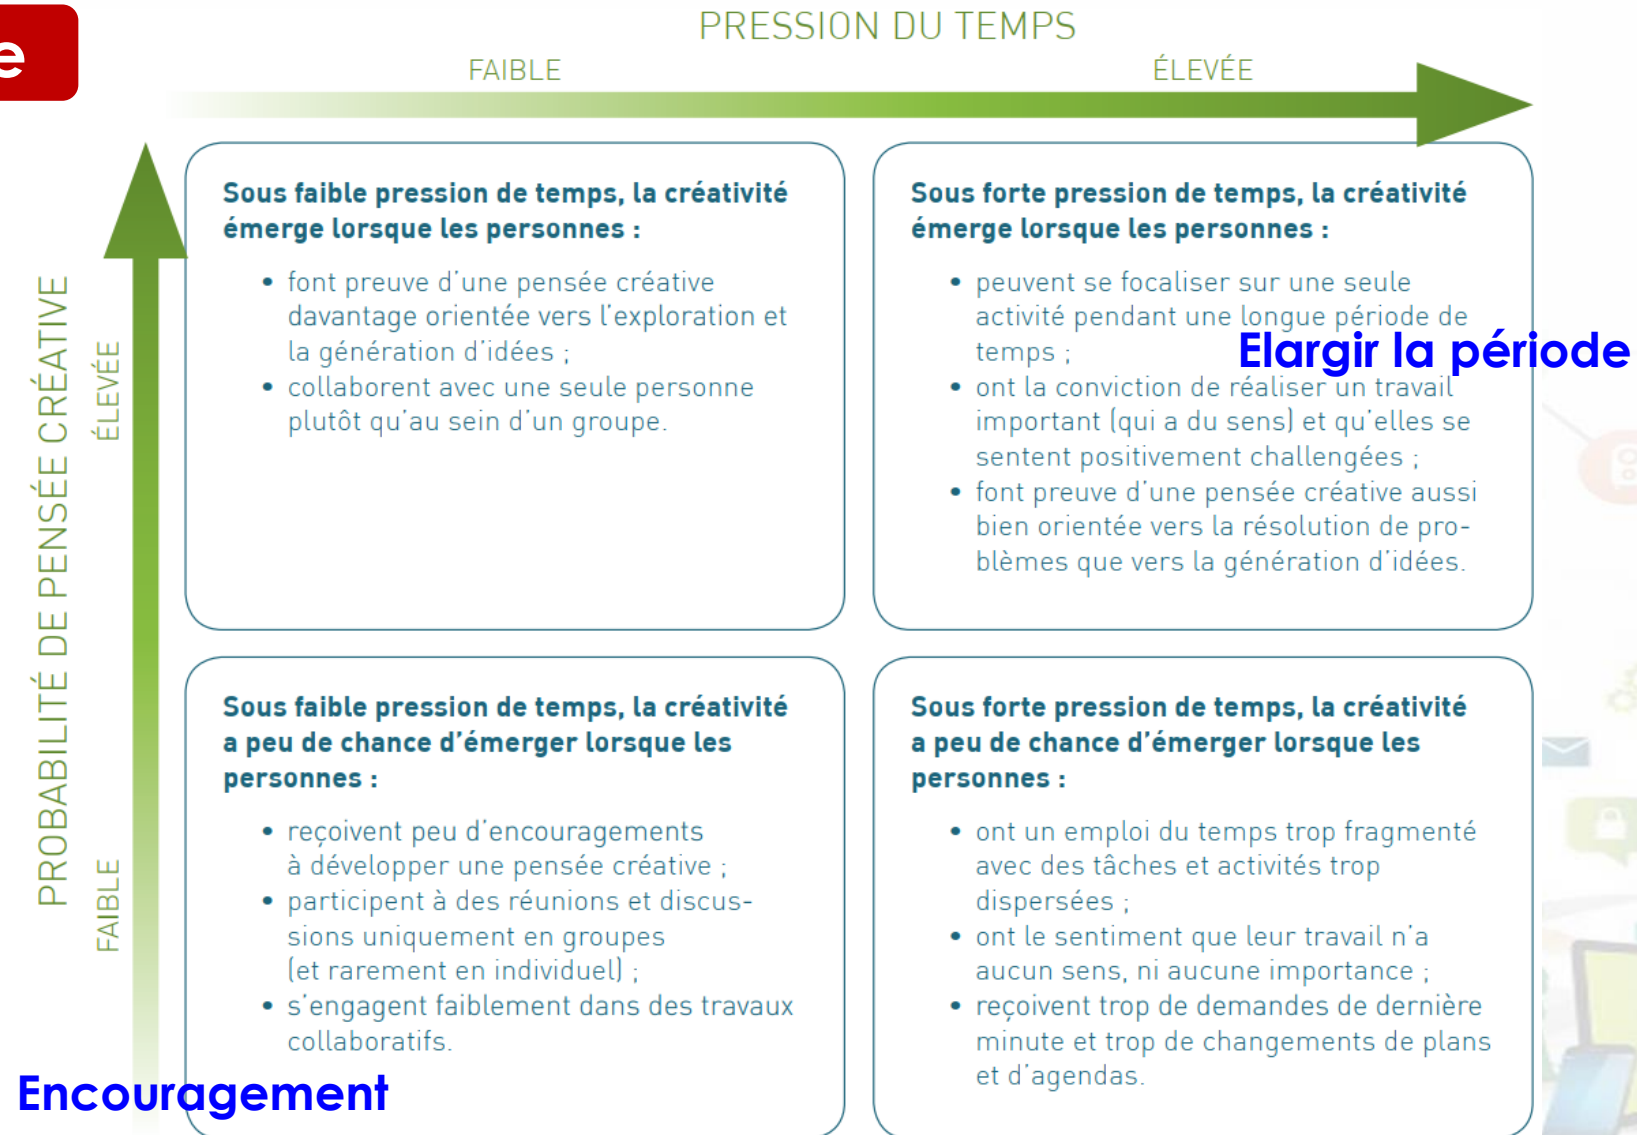 e
PRESSION DU TEMPS
FAIBLE
ÉLEVÉE
PROBABILITÉ DE PENSÉE CRÉATIVE
ÉLEVÉE
FAIBLE
Sous faible pression de temps, la créativité
émerge lorsque les personnes :
• font preuve d'une pensée créative
davantage orientée vers l'exploration et
la génération d'idées ;
• collaborent avec une seule personne
plutôt qu'au sein d'un groupe.
Sous forte pression de temps, la créativité
émerge lorsque les personnes :
• peuvent se focaliser sur une seule
activité pendant une longue période de
temps ;
Elargir la période
• ont la conviction de réaliser un travail
important (qui a du sens) et qu'elles se
sentent positivement challengées ;
• font preuve d'une pensée créative aussi
bien orientée vers la résolution de pro-
blèmes que vers la génération d'idées.
Sous faible pression de temps, la créativité
a peu de chance d'émerger lorsque les
personnes :
• reçoivent peu d'encouragements
à développer une pensée créative ;
• participent à des réunions et discus-
sions uniquement en groupes
(et rarement en individuel) ;
• s'engagent faiblement dans des travaux
collaboratifs.
Encouragement
Sous forte pression de temps, la créativité
a peu de chance d'émerger lorsque les
personnes :
• ont un emploi du temps trop fragmenté
avec des tâches et activités trop
dispersées ;
• ont le sentiment que leur travail n'a
aucun sens, ni aucune importance ;
• reçoivent trop de demandes de dernière
minute et trop de changements de plans
et d'agendas.